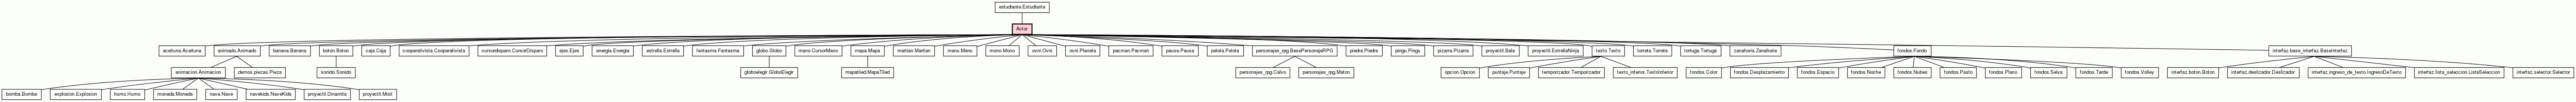 estudiante.Estudiante
Actor
aceituna.Aceituna animado.Animado banana.Banana boton.Boton caja.Caja cooperativista.Cooperativista cursordisparo.CursorDisparo ejes.Ejes energia.Energia estrella.Estrella fantasma.Fantasma globo.Globo mano.CursorMano mapa.Mapa martian.Martian menu.Menu mono.Mono ovni.Ovni ovni.Planeta pacman.Pacman pausa.Pausa pelota.Pelota personajes_rpg.BasePersonajeRPG piedra.Piedra pingu.Pingu pizarra.Pizarra proyectil.Bala proyectil.EstrellaNinja texto.Texto torreta.Torreta tortuga.Tortuga zanahoria.Zanahoria fondos.Fondo interfaz.base_interfaz.BaseInterfaz
animacion.Animacion demos.piezas.Pieza sonido.Sonido globoelegir.GloboElegir mapatiled.MapaTiled personajes_rpg.Calvo personajes_rpg.Maton opcion.Opcion puntaje.Puntaje temporizador.Temporizador texto_inferior.TextoInferior fondos.Color fondos.Desplazamiento fondos.Espacio fondos.Noche fondos.Nubes fondos.Pasto fondos.Plano fondos.Selva fondos.Tarde fondos.Volley interfaz.boton.Boton interfaz.deslizador.Deslizador interfaz.ingreso_de_texto.IngresoDeTexto interfaz.lista_seleccion.ListaSeleccion interfaz.selector.Selector
bomba.Bomba explosion.Explosion humo.Humo moneda.Moneda nave.Nave navekids.NaveKids proyectil.Dinamita proyectil.Misil